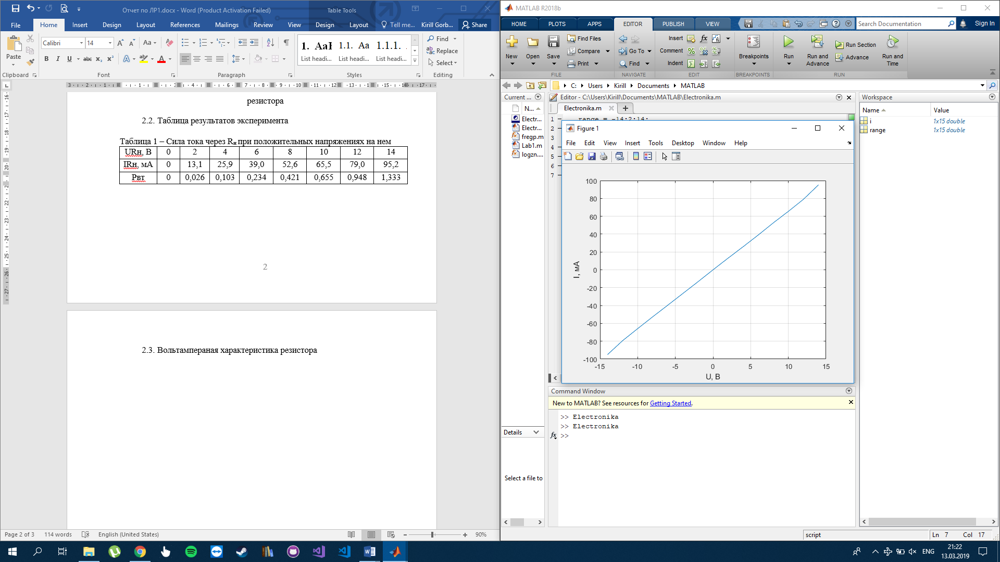 Отчет по ЛР1.docx - Word (Product Activation Failed)
Table Tools
File
Home
Insert
Design
Layout
References
Mailings
Review
View
Design
Layout
Tell me...
Kirill Gorb...
Share
Paste
Calibri
14
Clipboard
Font
Paragraph
1. AaI
1.1. Aa
1.1.1. .
List headi...
List headi...
List headi...
Styles
Find
Replace
Select
Editing
резистора
2.2. Таблица результатов эксперимента
Таблица 1 – Сила тока через Rн при положительных напряжениях на нем
URн, В 0 2 4 6 8 10 12 14
IRн, мА 0 13,1 25,9 39,0 52,6 65,5 79,0 95,2
Рвт 0 0,026 0,103 0,234 0,421 0,655 0,948 1,333
2
2.3. Вольтампераная характеристика резистора
Page 2 of 3
114 words
English (United States)
90%
MATLAB R2018b
HOME
PLOTS
APPS
EDITOR
PUBLISH
VIEW
Search Documentation
Sign In
New
Open
Save
Find Files
Compare
Print
FILE
Go To
Find
NAVIGATE
Insert
Comment
Indent
EDIT
Breakpoints
BREAKPOINTS
Run
Run and Advance
Run Section
Advance
Run and Time
RUN
C:
Users
Kirill
Documents
MATLAB
Current ...
N...
Electr...
Electr...
fregp.m
Lab1.m
logzn....
Details
Select a file to
Editor - C:\Users\Kirill\Documents\MATLAB\Electronika.m
Electronika.m
1 range = -14:2:14;
2
3
4
5
6
7
Figure 1
File Edit View Insert Tools Desktop Window Help
100
80
60
40
20
0
-20
-40
-60
-80
-100
I, мА
-15 -10 -5 0 5 10 15
U, В
Command Window
New to MATLAB? See resources for Getting Started.
>> Electronika
>> Electronika
fx >>
Workspace
Name Value
i 1x15 double
range 1x15 double
script
Ln 7 Col 17
ENG
21:22
13.03.2019